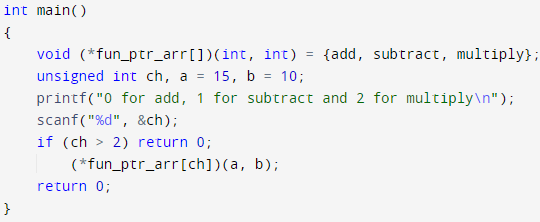 int main()
{
    void (*fun_ptr_arr[])(int, int) = {add, subtract, multiply};
    unsigned int ch, a = 15, b = 10;
    printf("0 for add, 1 for subtract and 2 for multiply\n");
    scanf("%d", &ch);
    if (ch > 2) return 0;
        (*fun_ptr_arr[ch])(a, b);
    return 0;
}